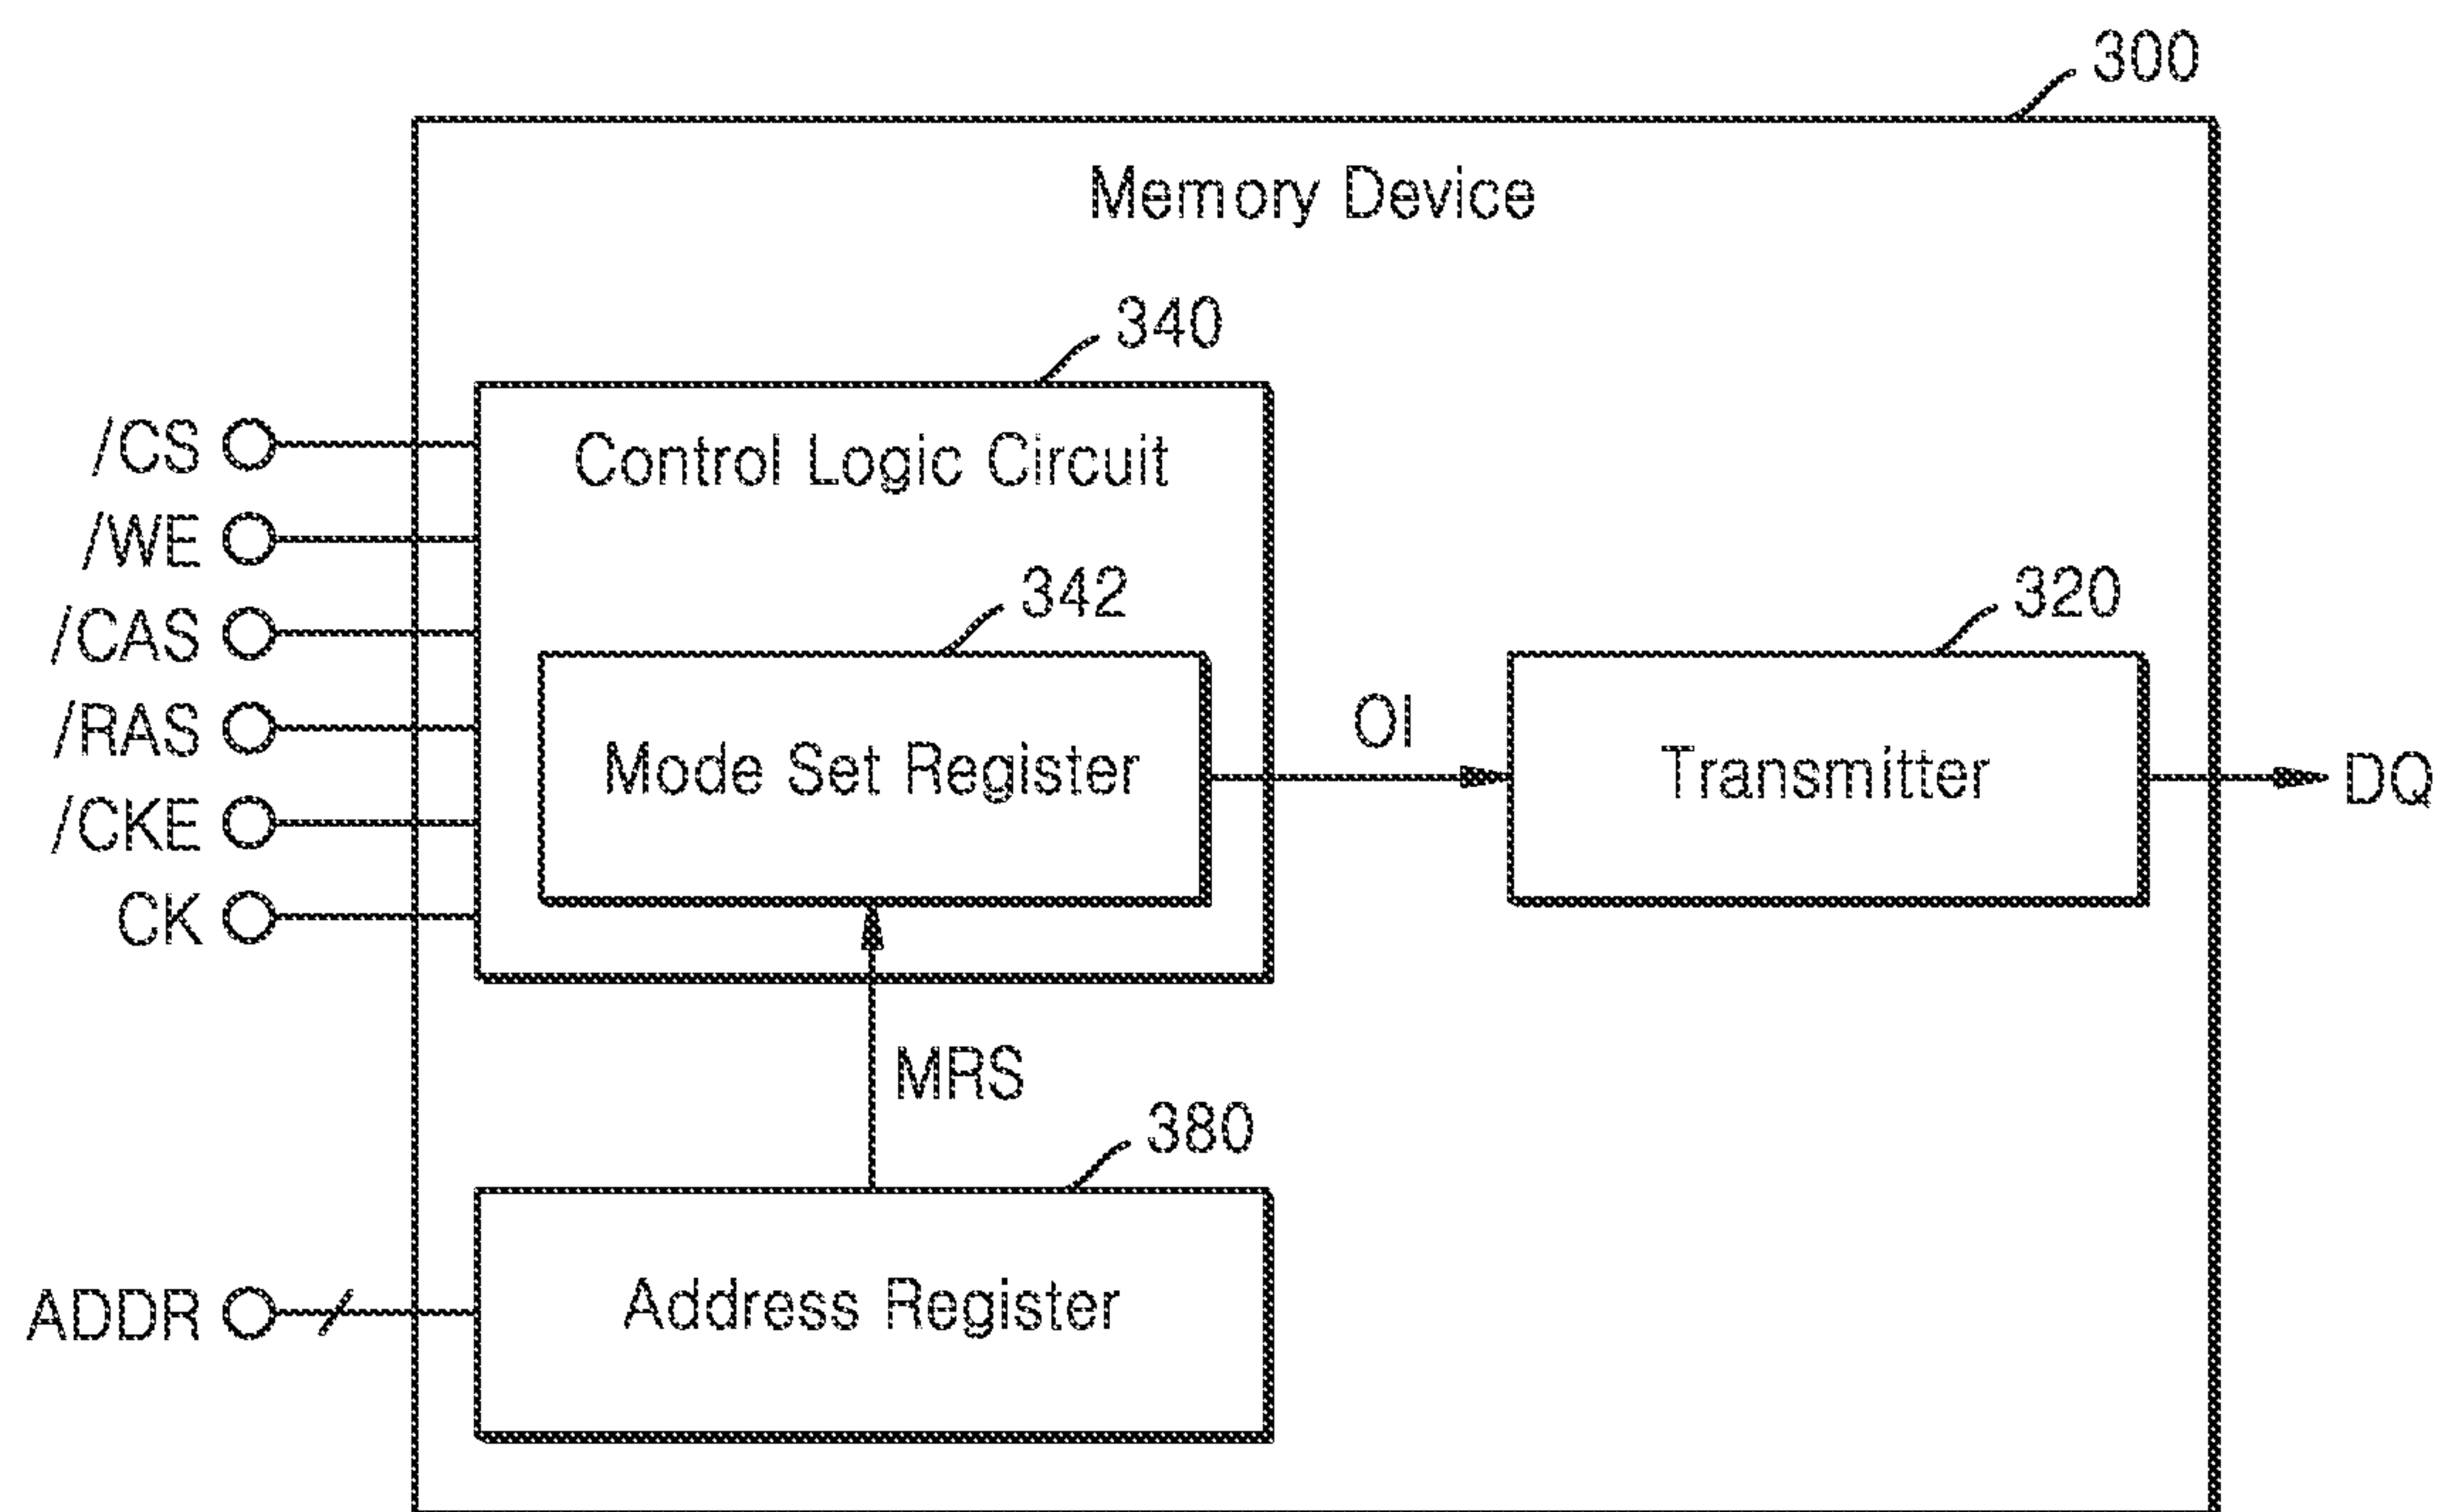 300
Memory Device
340
/CS
Control Logic Circuit
/WE
342
320
/CAS
/RAS
OI
Mode Set Register
Transmitter
DQ
/CKE
CK
MRS
380
ADDR
Address Register